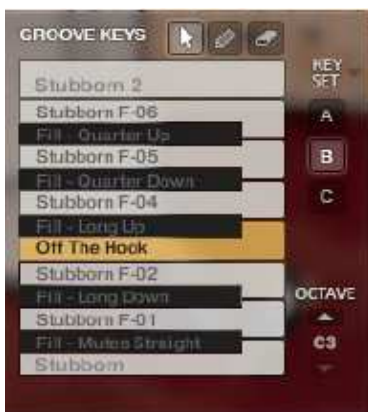 GROOVE KEYS
Stubborn 2
Stubborn F-06
Fill - Quarter Up
Stubborn F-05
Fill - Quarter Down
Stubborn F-04
Fill - Long Up
Off The Hook
Stubborn F-02
Fill - Long Down
Stubborn F-01
Fill - Mutes Straight
Stubborn
KEY
SET
A
B
C
OCTAVE
C3